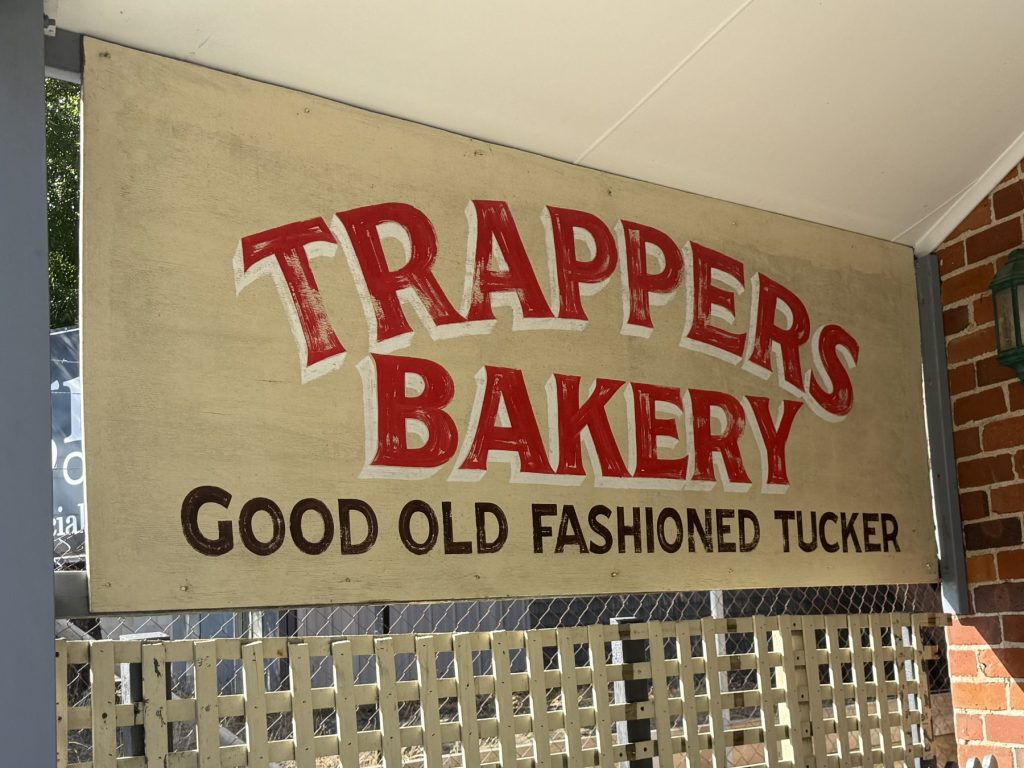 TRAPPERS
BAKERY
GOOD OLD FASHIONED TUCKER